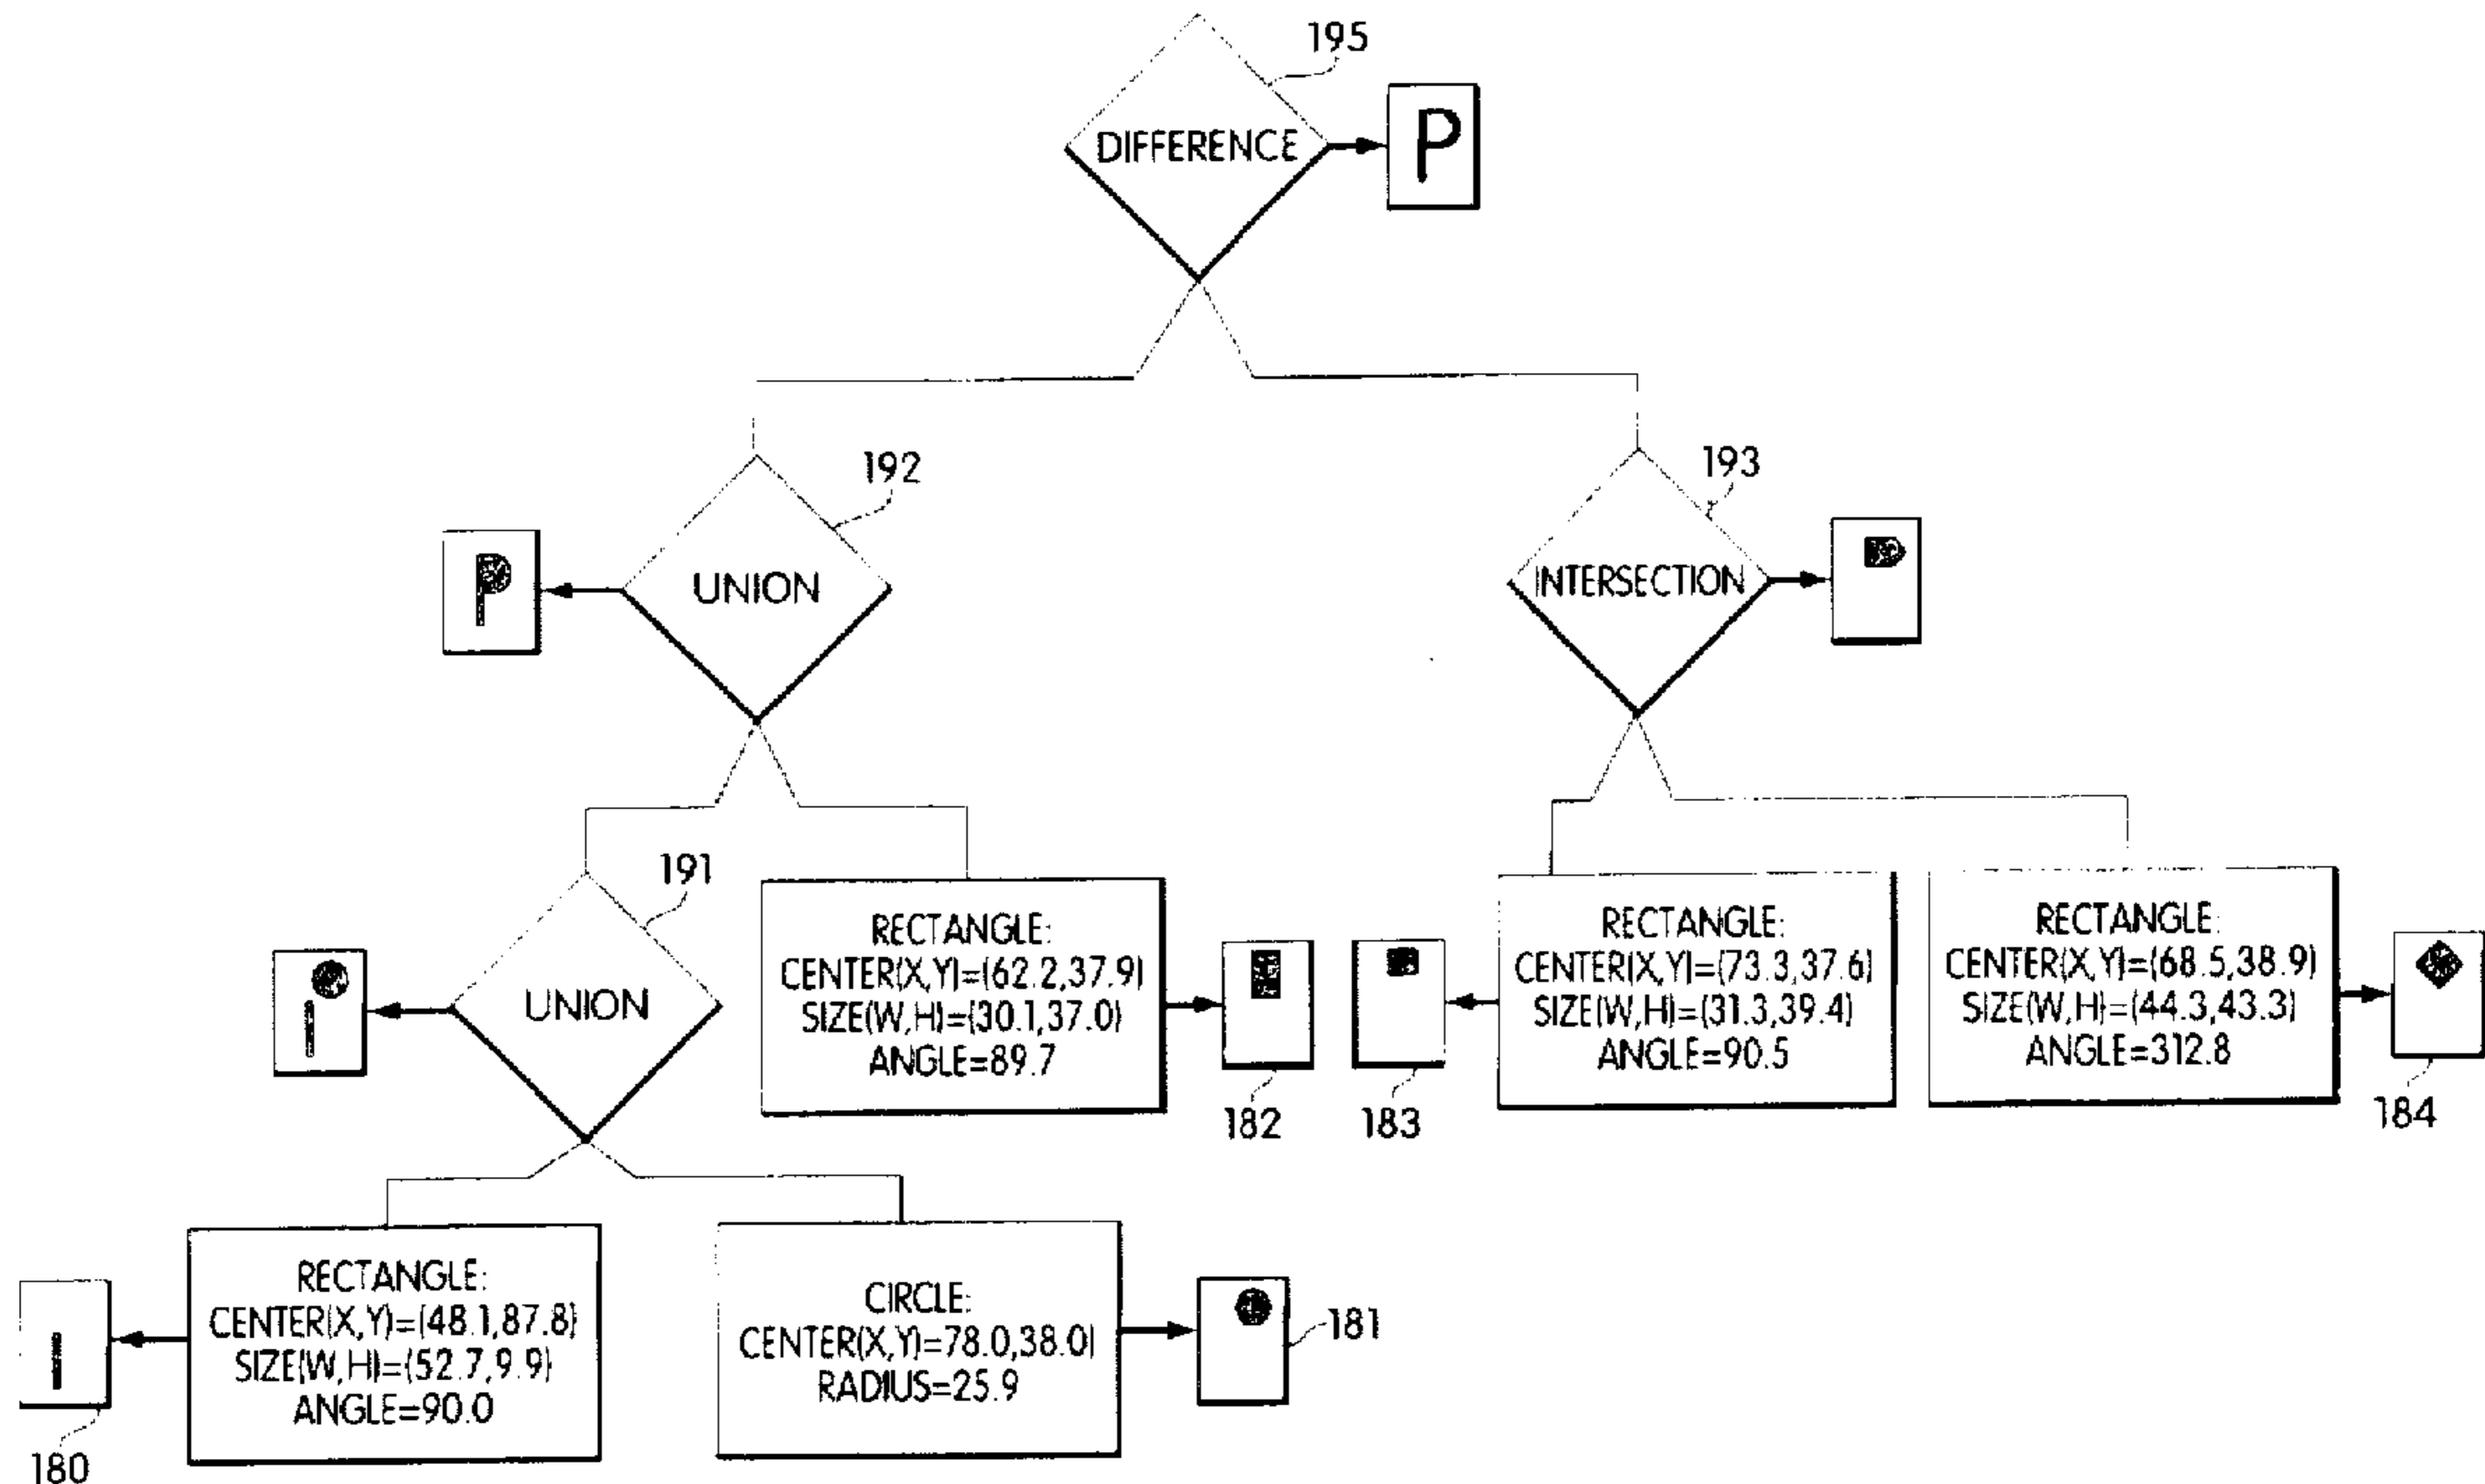 195
DIFFERENCE
P
192
193
P
UNION
INTERSECTION
191
UNION
RECTANGLE:
CENTER(X,Y)=(62.2,37.9)
SIZE(W,H)=(30.1,37.0)
ANGLE=89.7
182
RECTANGLE:
CENTER(X,Y)=(73.3,37.6)
SIZE(W,H)=(31.3,39.4)
ANGLE=90.5
183
RECTANGLE:
CENTER(X,Y)=(68.5,38.9)
SIZE(W,H)=(44.3,43.3)
ANGLE=312.8
184
RECTANGLE:
CENTER(X,Y)=(48.1,87.8)
SIZE(W,H)=(52.7,9.9)
ANGLE=90.0
180
CIRCLE:
CENTER(X,Y)=78.0,38.0)
RADIUS=25.9
181